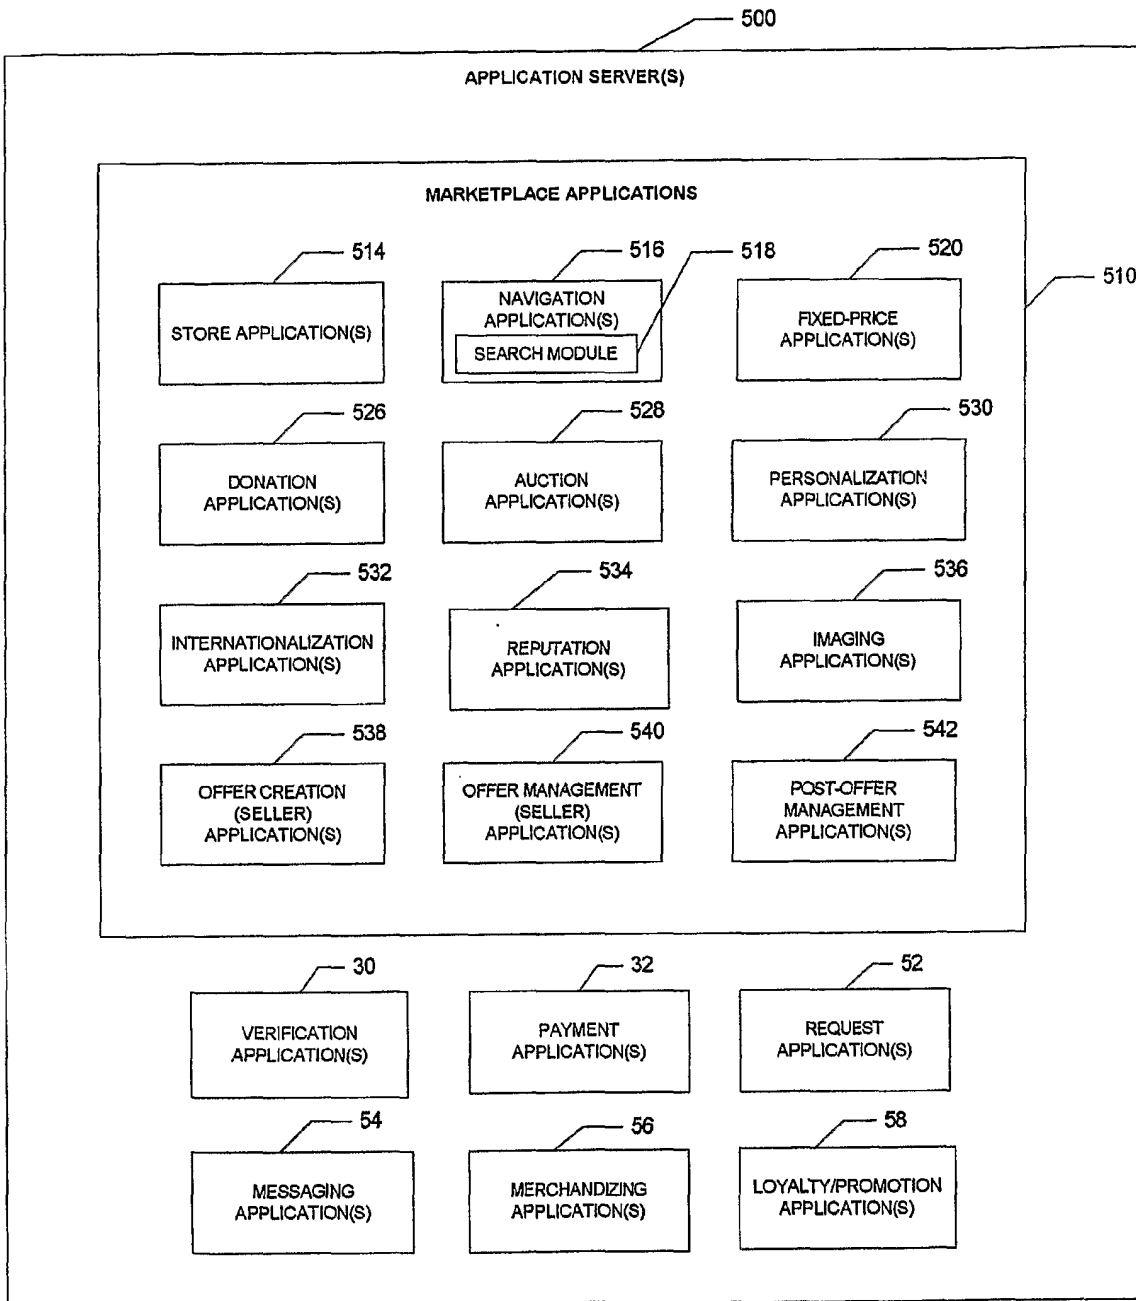 500
APPLICATION SERVER(S)
MARKETPLACE APPLICATIONS
514
516
518
520
510
STORE APPLICATION(S)
NAVIGATION
APPLICATION(S)
SEARCH MODULE
FIXED-PRICE
APPLICATION(S)
526
528
530
DONATION
APPLICATION(S)
AUCTION
APPLICATION(S)
PERSONALIZATION
APPLICATION(S)
532
534
536
INTERNATIONALIZATION
APPLICATION(S)
REPUTATION
APPLICATION(S)
IMAGING
APPLICATION(S)
538
540
542
OFFER CREATION
(SELLER)
APPLICATION(S)
OFFER MANAGEMENT
(SELLER)
APPLICATION(S)
POST-OFFER
MANAGEMENT
APPLICATION(S)
30
32
52
VERIFICATION
APPLICATION(S)
PAYMENT
APPLICATION(S)
REQUEST
APPLICATION(S)
54
56
58
MESSAGING
APPLICATION(S)
MERCHANDIZING
APPLICATION(S)
LOYALTY/PROMOTION
APPLICATION(S)